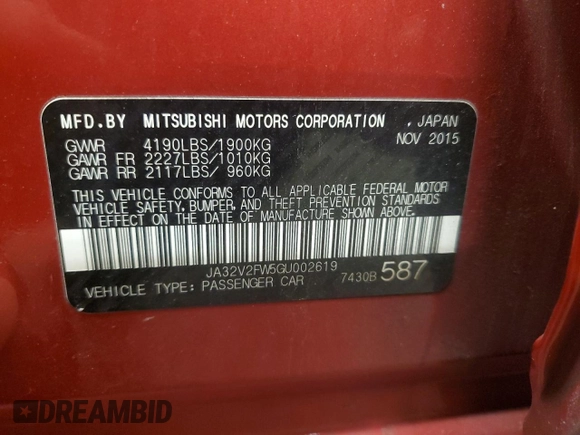 MFD.BY MITSUBISHI MOTORS CORPORATION , JAPAN
NOV 2015
GVWR 4190LBS/1900KG
GAWR FR 2227LBS/1010KG
GAWR RR 2117LBS/ 960KG
THIS VEHICLE CONFORMS TO ALL APPLICABLE FEDERAL MOTOR
VEHICLE SAFETY, BUMPER, AND THEFT PREVENTION STANDARDS
IN EFFECT ON THE DATE OF MANUFACTURE SHOWN ABOVE.
JA32V2FW5GU002619
VEHICLE TYPE: PASSENGER CAR 7430B 587
DREAMBID